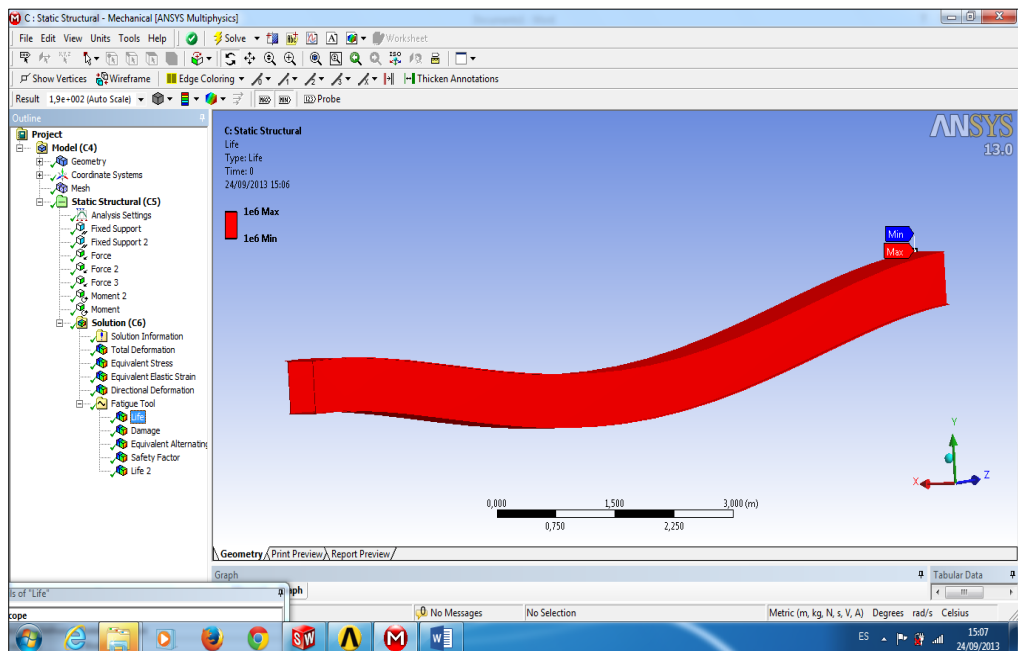 C : Static Structural - Mechanical [ANSYS Multiphysics]
File Edit View Units Tools Help Solve Worksheet
Show Vertices Wireframe Edge Coloring Thicken Annotations
Result 1,9e+002 (Auto Scale) MAX MIN Probe
Outline
Project
Model (C4)
Geometry
Coordinate Systems
Mesh
Static Structural (C5)
Analysis Settings
Fixed Support
Fixed Support 2
Force
Force 2
Force 3
Moment 2
Moment
Solution (C6)
Solution Information
Total Deformation
Equivalent Stress
Equivalent Elastic Strain
Directional Deformation
Fatigue Tool
Life
Damage
Equivalent Alternating
Safety Factor
Life 2
C: Static Structural
Life
Type: Life
Time: 0
24/09/2013 15:06
1e6 Max
1e6 Min
ANSYS
13.0
Min
Max
Y
X
Z
0,000 1,500 3,000 (m)
0,750 2,250
Geometry Print Preview Report Preview
Graph
Tabular Data
ls of "Life"
aph
cope
No Messages No Selection Metric (m, kg, N, s, V, A) Degrees rad/s Celsius
ES 15:07
24/09/2013